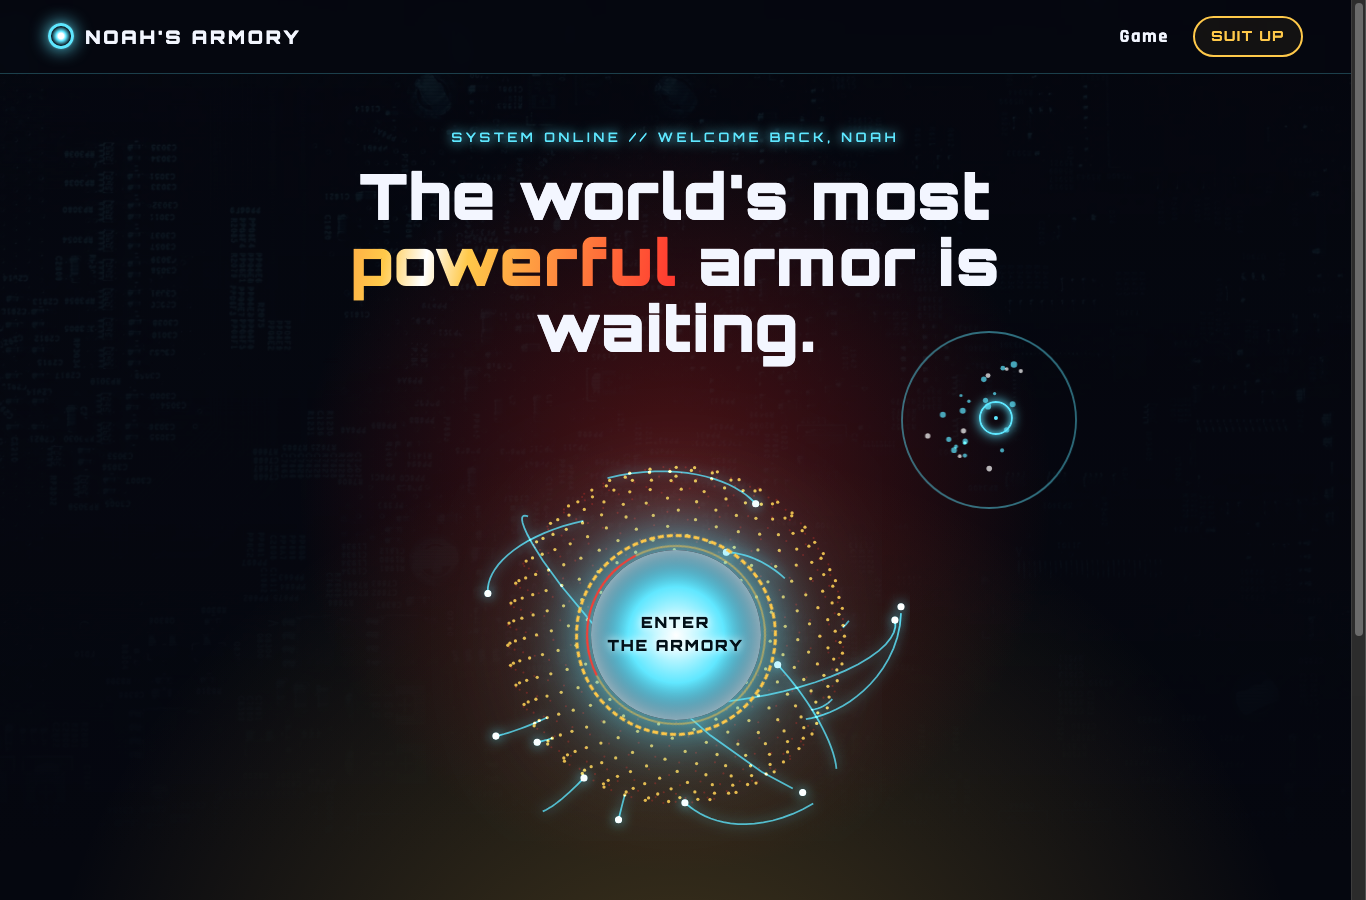 NOAH'S ARMORY
Game
SUIT UP
SYSTEM ONLINE // WELCOME BACK, NOAH
The world's most
powerful armor is
waiting.
ENTER
THE ARMORY